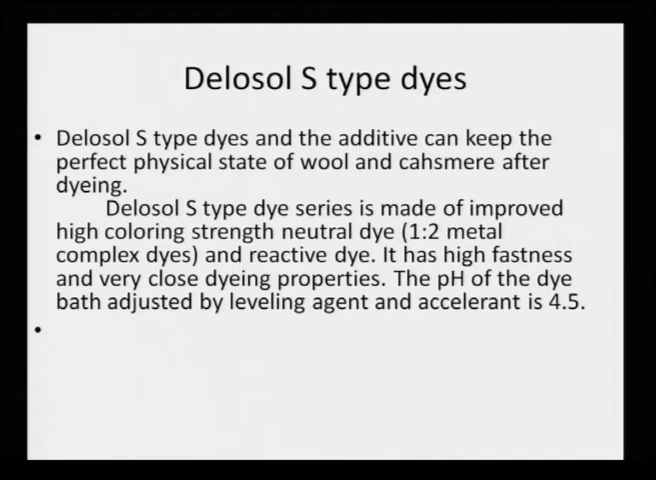 Delosol S type dyes
• Delosol S type dyes and the additive can keep the
perfect physical state of wool and cahsmere after
dyeing.
Delosol S type dye series is made of improved
high coloring strength neutral dye (1:2 metal
complex dyes) and reactive dye. It has high fastness
and very close dyeing properties. The pH of the dye
bath adjusted by leveling agent and accelerant is 4.5.
•